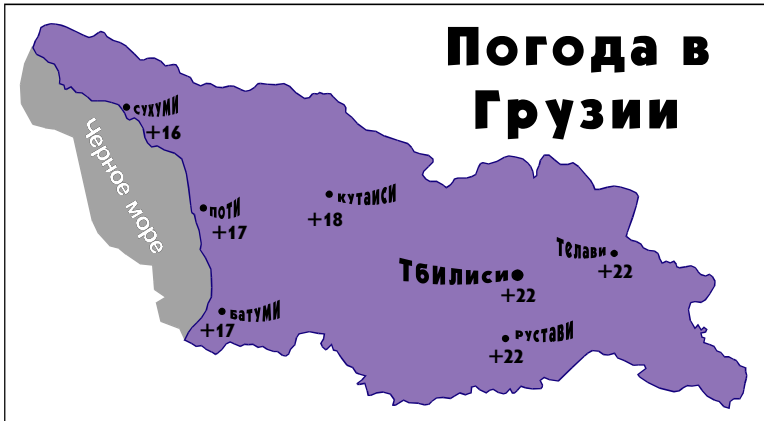 Погода в
Грузии
Сухуми
+16
Черное море
Поти
+17
Кутаиси
+18
Телави
+22
Тбилиси
+22
Батуми
+17
Рустави
+22